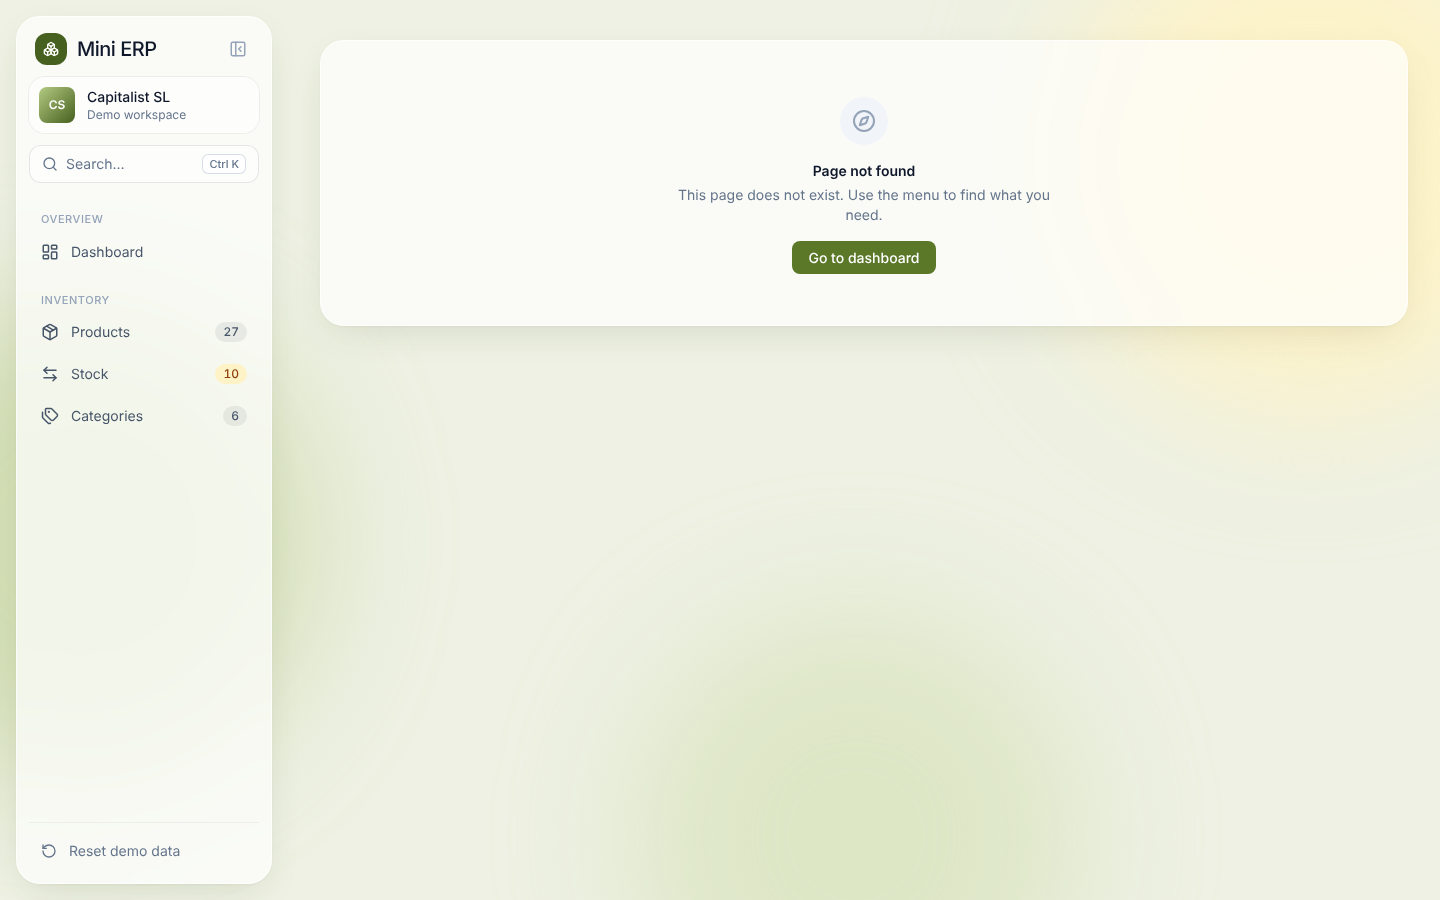 Mini ERP
CS
Capitalist SL
Demo workspace
Search...
Ctrl K
OVERVIEW
Dashboard
INVENTORY
Products
27
Stock
10
Categories
6
Reset demo data
Page not found
This page does not exist. Use the menu to find what you
need.
Go to dashboard